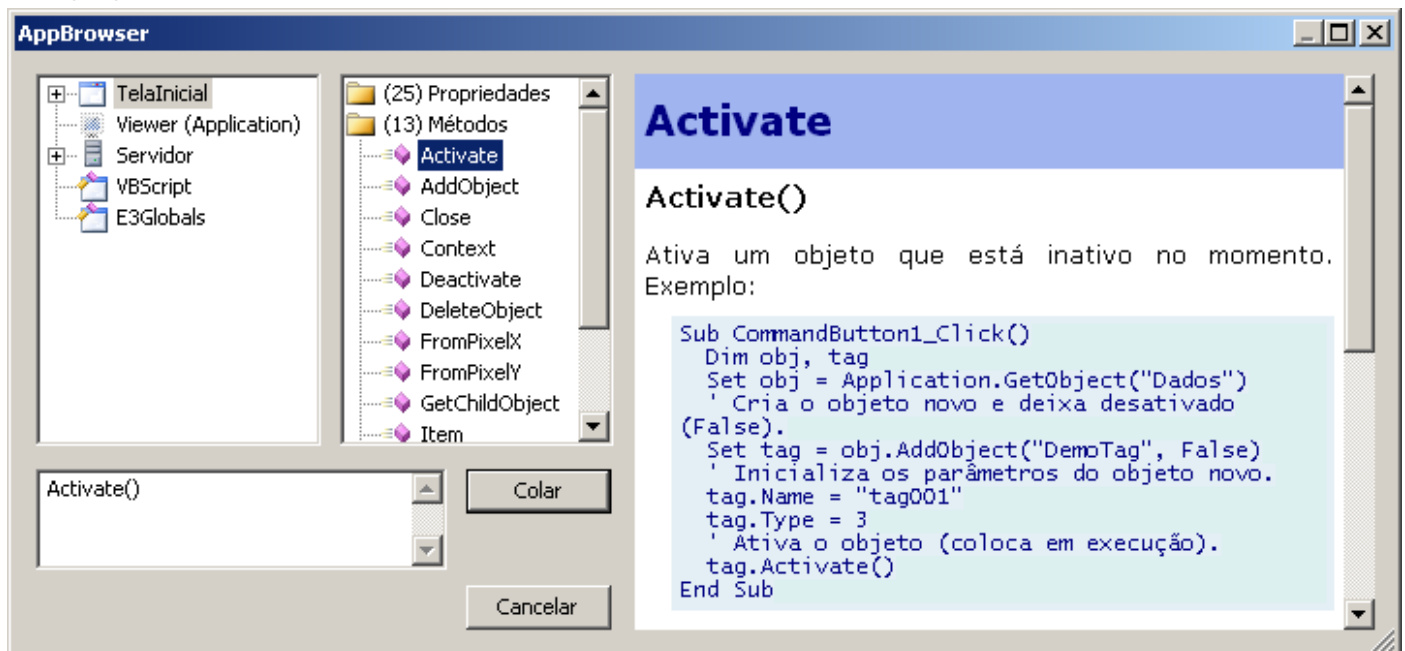 AppBrowser
TelaInicial
Viewer (Application)
Servidor
VBScript
E3Globals
(25) Propriedades
(13) Métodos
Activate
AddObject
Close
Context
Deactivate
DeleteObject
FromPixelX
FromPixelY
GetChildObject
Item
Activate()
Colar
Cancelar
Activate
Activate()
Ativa um objeto que está inativo no momento.
Exemplo:
Sub CommandButton1_Click()
Dim obj, tag
Set obj = Application.GetObject("Dados")
' Cria o objeto novo e deixa desativado
(False).
Set tag = obj.AddObject("DemoTag", False)
' Inicializa os parâmetros do objeto novo.
tag.Name = "tag001"
tag.Type = 3
' Ativa o objeto (coloca em execução).
tag.Activate()
End Sub